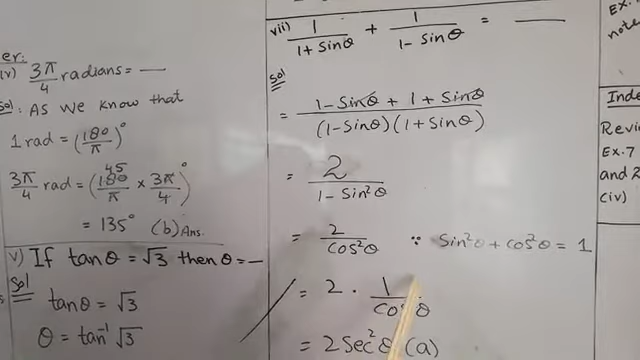 er:
iv) 3π/4 radians = —
Sol: As we know that
1 rad = (180/π)°
3π/4 rad = (180/π × 3π/4)°
45
= 135° (b) Ans.
v) If tanθ = √3 then θ = —
Sol
tanθ = √3
θ = tan⁻¹ √3
vii) 1/(1 + Sinθ) + 1/(1 - Sinθ) = —
Sol
= (1 - Sinθ + 1 + Sinθ)/((1 - Sinθ)(1 + Sinθ))
= 2/(1 - Sin²θ)
= 2/Cos²θ ∵ Sin²θ + Cos²θ = 1
= 2 · 1/Cos²θ
= 2 Sec²θ (a)
Ex.
note
Inde
Revi
Ex.7
and 2
(iv)